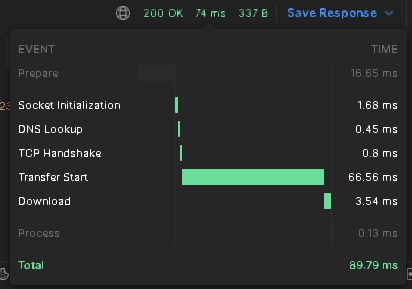 200 OK 74 ms 337 B Save Response
EVENT TIME
Prepare 16.65 ms
Socket Initialization 1.68 ms
DNS Lookup 0.45 ms
TCP Handshake 0.8 ms
Transfer Start 66.56 ms
Download 3.54 ms
Process 0.13 ms
Total 89.79 ms